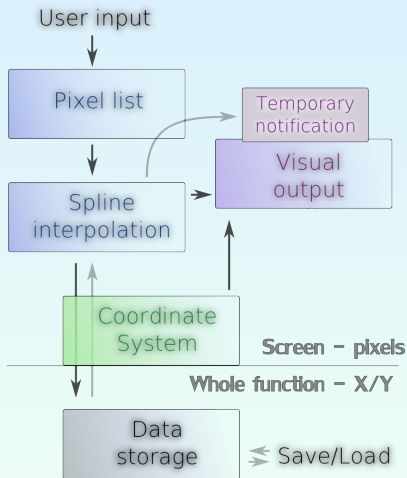 User input
Pixel list
Temporary
notification
Visual
output
Spline
interpolation
Coordinate
System
Screen - pixels
Whole function - X/Y
Data
storage
Save/Load